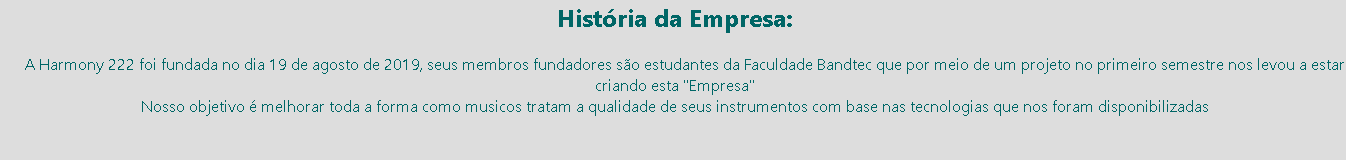 História da Empresa:
A Harmony 222 foi fundada no dia 19 de agosto de 2019, seus membros fundadores são estudantes da Faculdade Bandtec que por meio de um projeto no primeiro semestre nos levou a estar
criando esta "Empresa"
Nosso objetivo é melhorar toda a forma como musicos tratam a qualidade de seus instrumentos com base nas tecnologias que nos foram disponibilizadas